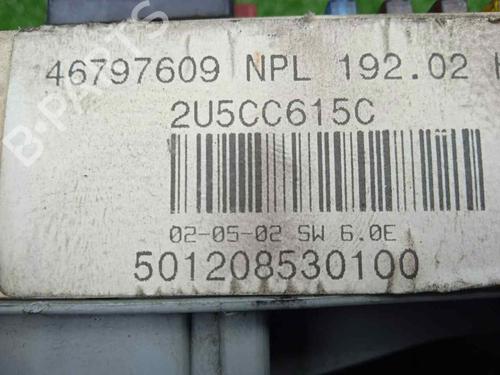 46797609 NPL 192.02
2U5CC615C
02-05-02 SW 6.0E
501208530100
B-PARTS